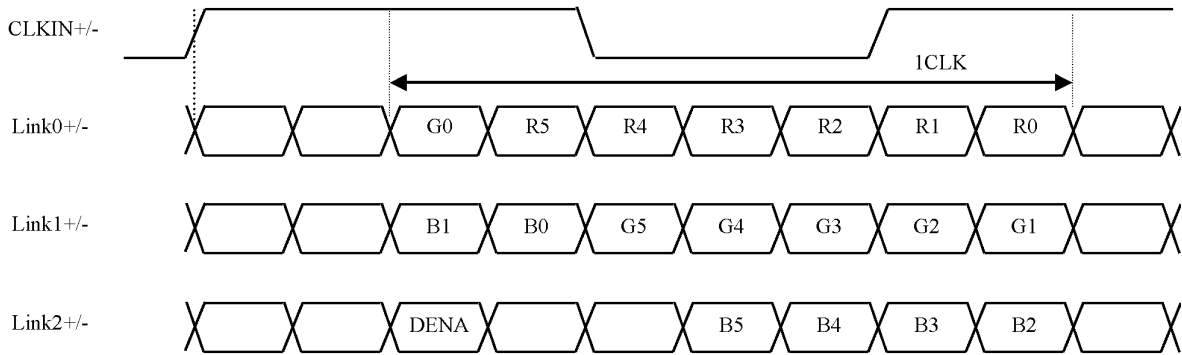 CLKIN+/-
1CLK
Link0+/- G0 R5 R4 R3 R2 R1 R0
Link1+/- B1 B0 G5 G4 G3 G2 G1
Link2+/- DENA B5 B4 B3 B2